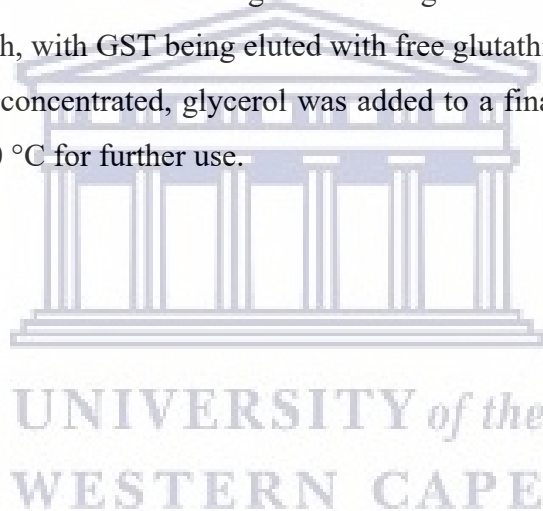 h, with GST being eluted with free glutath
concentrated, glycerol was added to a fina
°C for further use.
UNIVERSITY of the
WESTERN CAPE